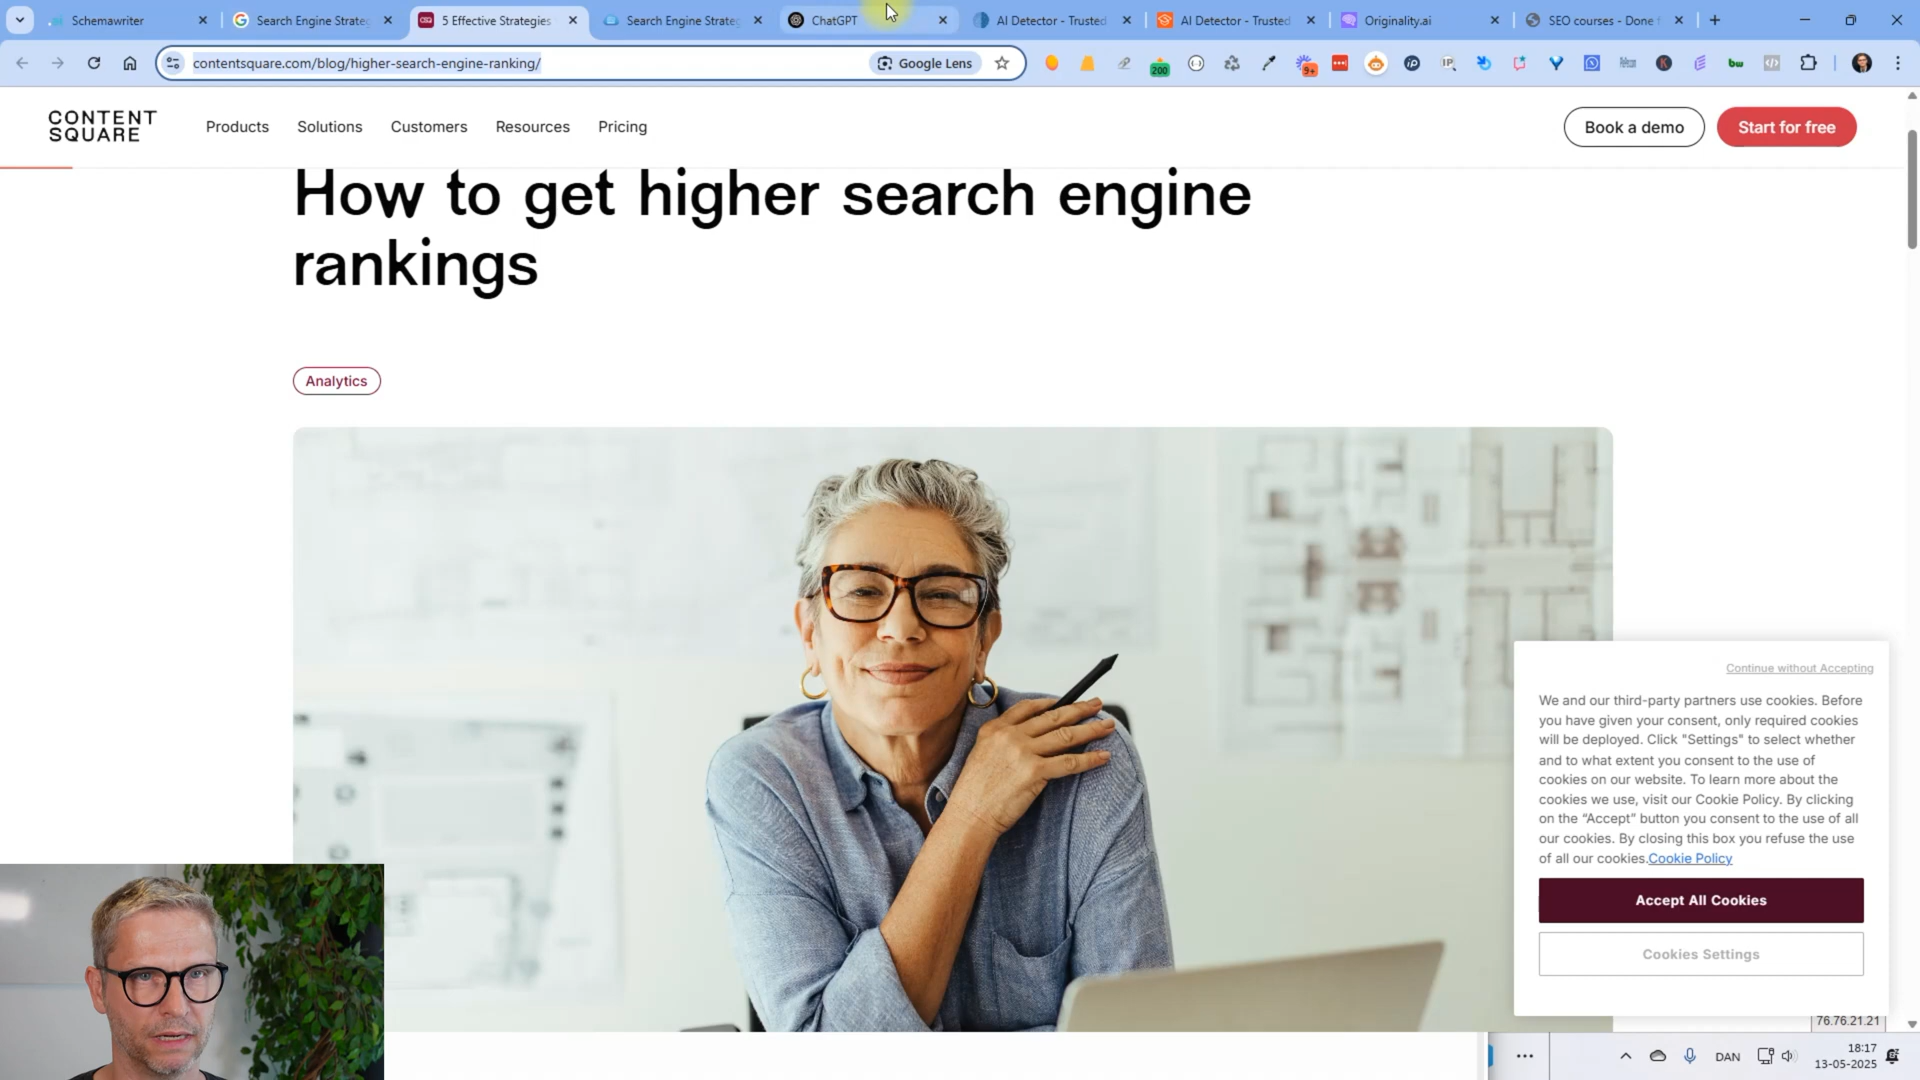 Schemawriter
Search Engine Strate
5 Effective Strategies
Search Engine Strate
ChatGPT
AI Detector - Trusted
AI Detector - Trusted
Originality.ai
SEO courses - Done
contentsquare.com/blog/higher-search-engine-ranking/
Google Lens
200
9+
IP
bw
CONTENT
SQUARE
Products
Solutions
Customers
Resources
Pricing
Book a demo
Start for free
How to get higher search engine
rankings
Analytics
Continue without Accepting
We and our third-party partners use cookies. Before
you have given your consent, only required cookies
will be deployed. Click "Settings" to select whether
and to what extent you consent to the use of
cookies on our website. To learn more about the
cookies we use, visit our Cookie Policy. By clicking
on the “Accept” button you consent to the use of all
our cookies. By closing this box you refuse the use
of all our cookies.Cookie Policy
Accept All Cookies
Cookies Settings
76.76.21.21
DAN
18:17
13-05-2025